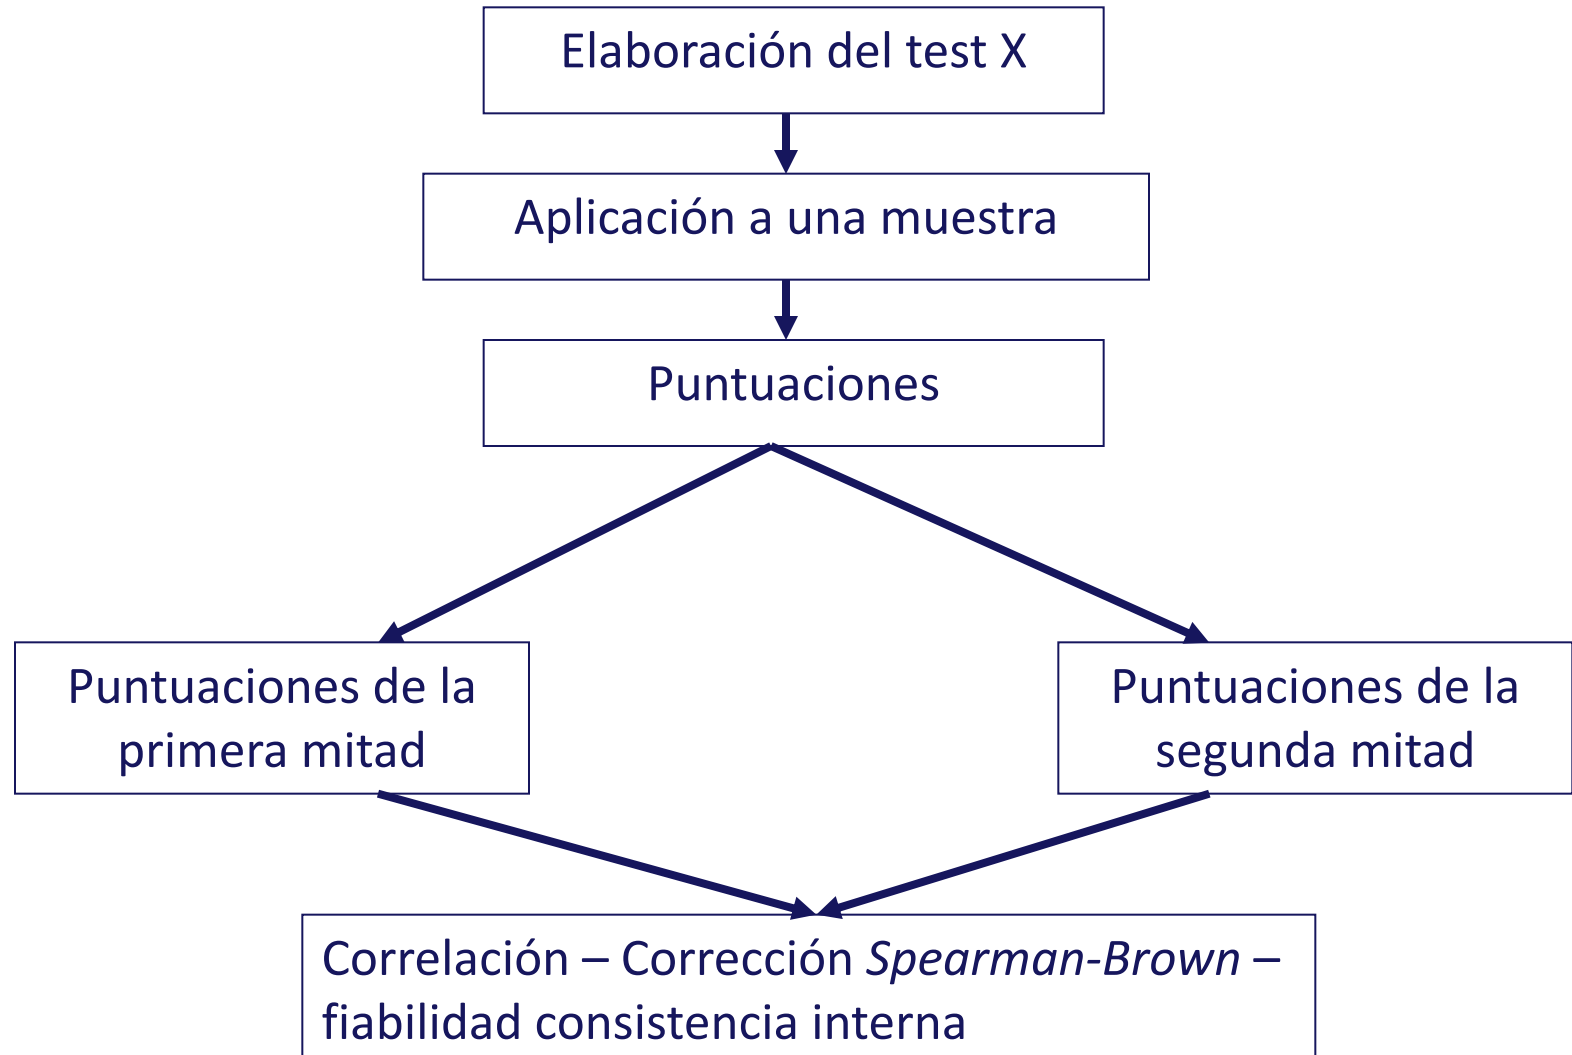 Elaboración del test X
Aplicación a una muestra
Puntuaciones
Puntuaciones de la
primera mitad
Puntuaciones de la
segunda mitad
Correlación – Corrección Spearman-Brown –
fiabilidad consistencia interna